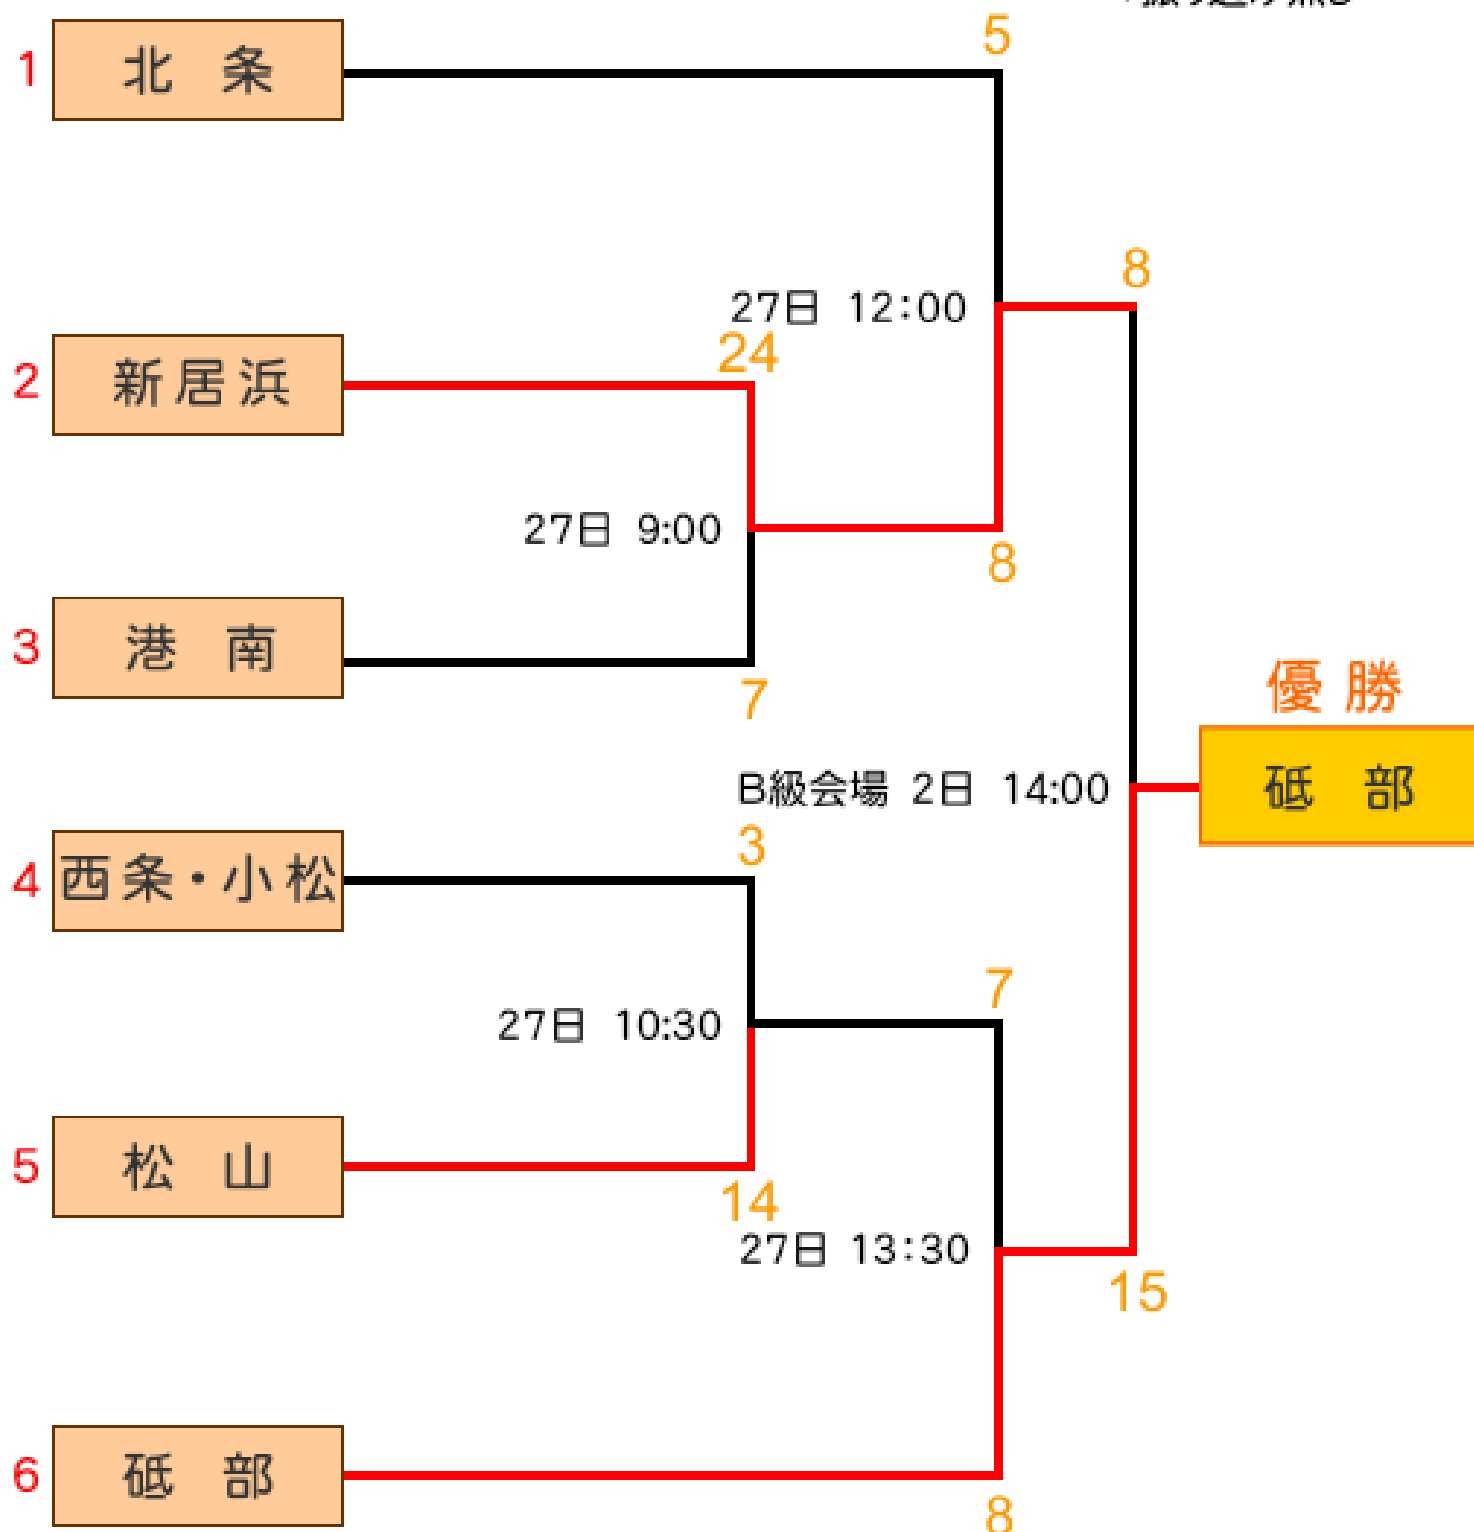 5
1 北 条
8
27日 12:00
24
2 新居浜
27日 9:00
8
3 港 南
7
優勝
B級会場 2日 14:00
砥 部
3
4 西条・小松
7
27日 10:30
5 松 山
14
27日 13:30
15
6 砥 部
8